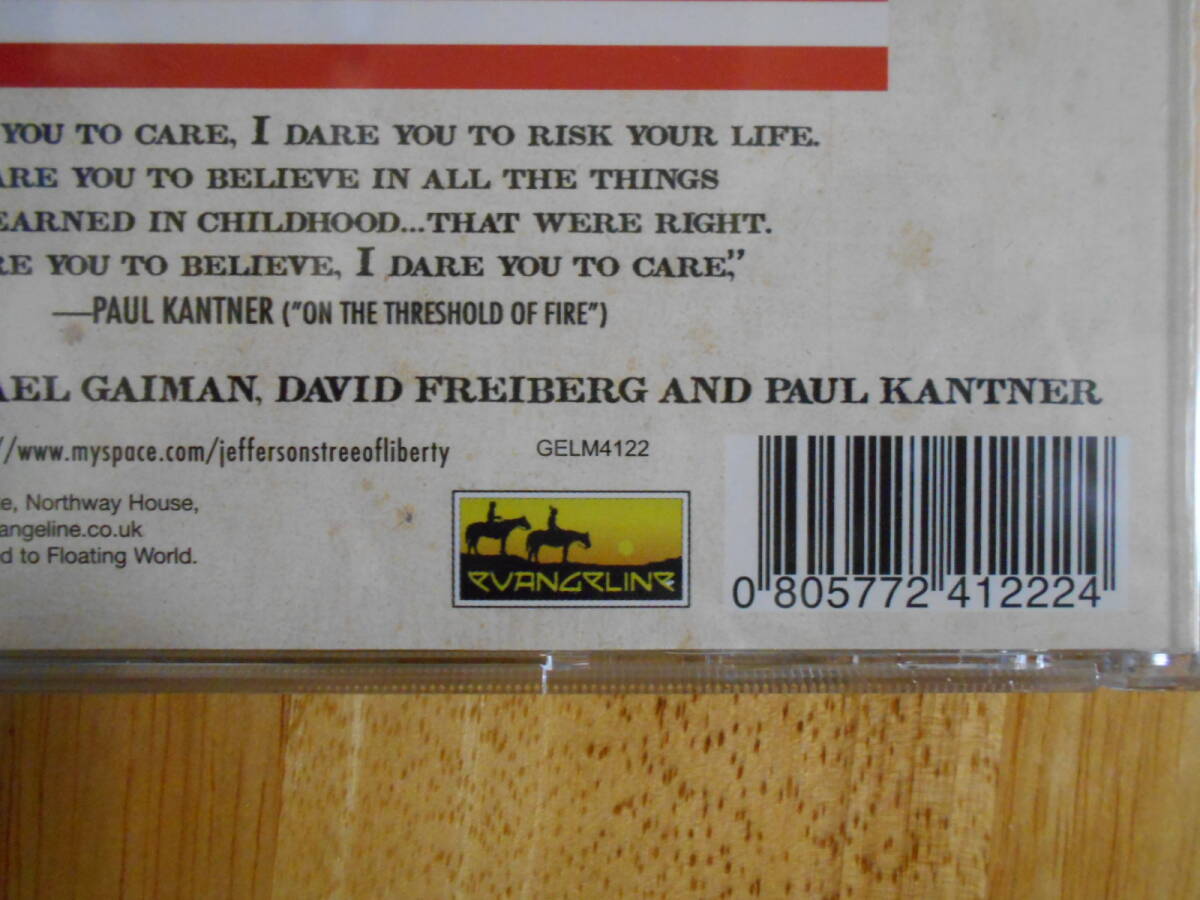 YOU TO CARE, I DARE YOU TO RISK YOUR LIFE.
ARE YOU TO BELIEVE IN ALL THE THINGS
EARNED IN CHILDHOOD...THAT WERE RIGHT.
RE YOU TO BELIEVE, I DARE YOU TO CARE,"
—PAUL KANTNER ("ON THE THRESHOLD OF FIRE")
AEL GAIMAN, DAVID FREIBERG AND PAUL KANTNER
//www.myspace.com/jeffersonstreeofliberty
GELM4122
te, Northway House,
angeline.co.uk
d to Floating World.
EVANGELINE
0 805772 412224